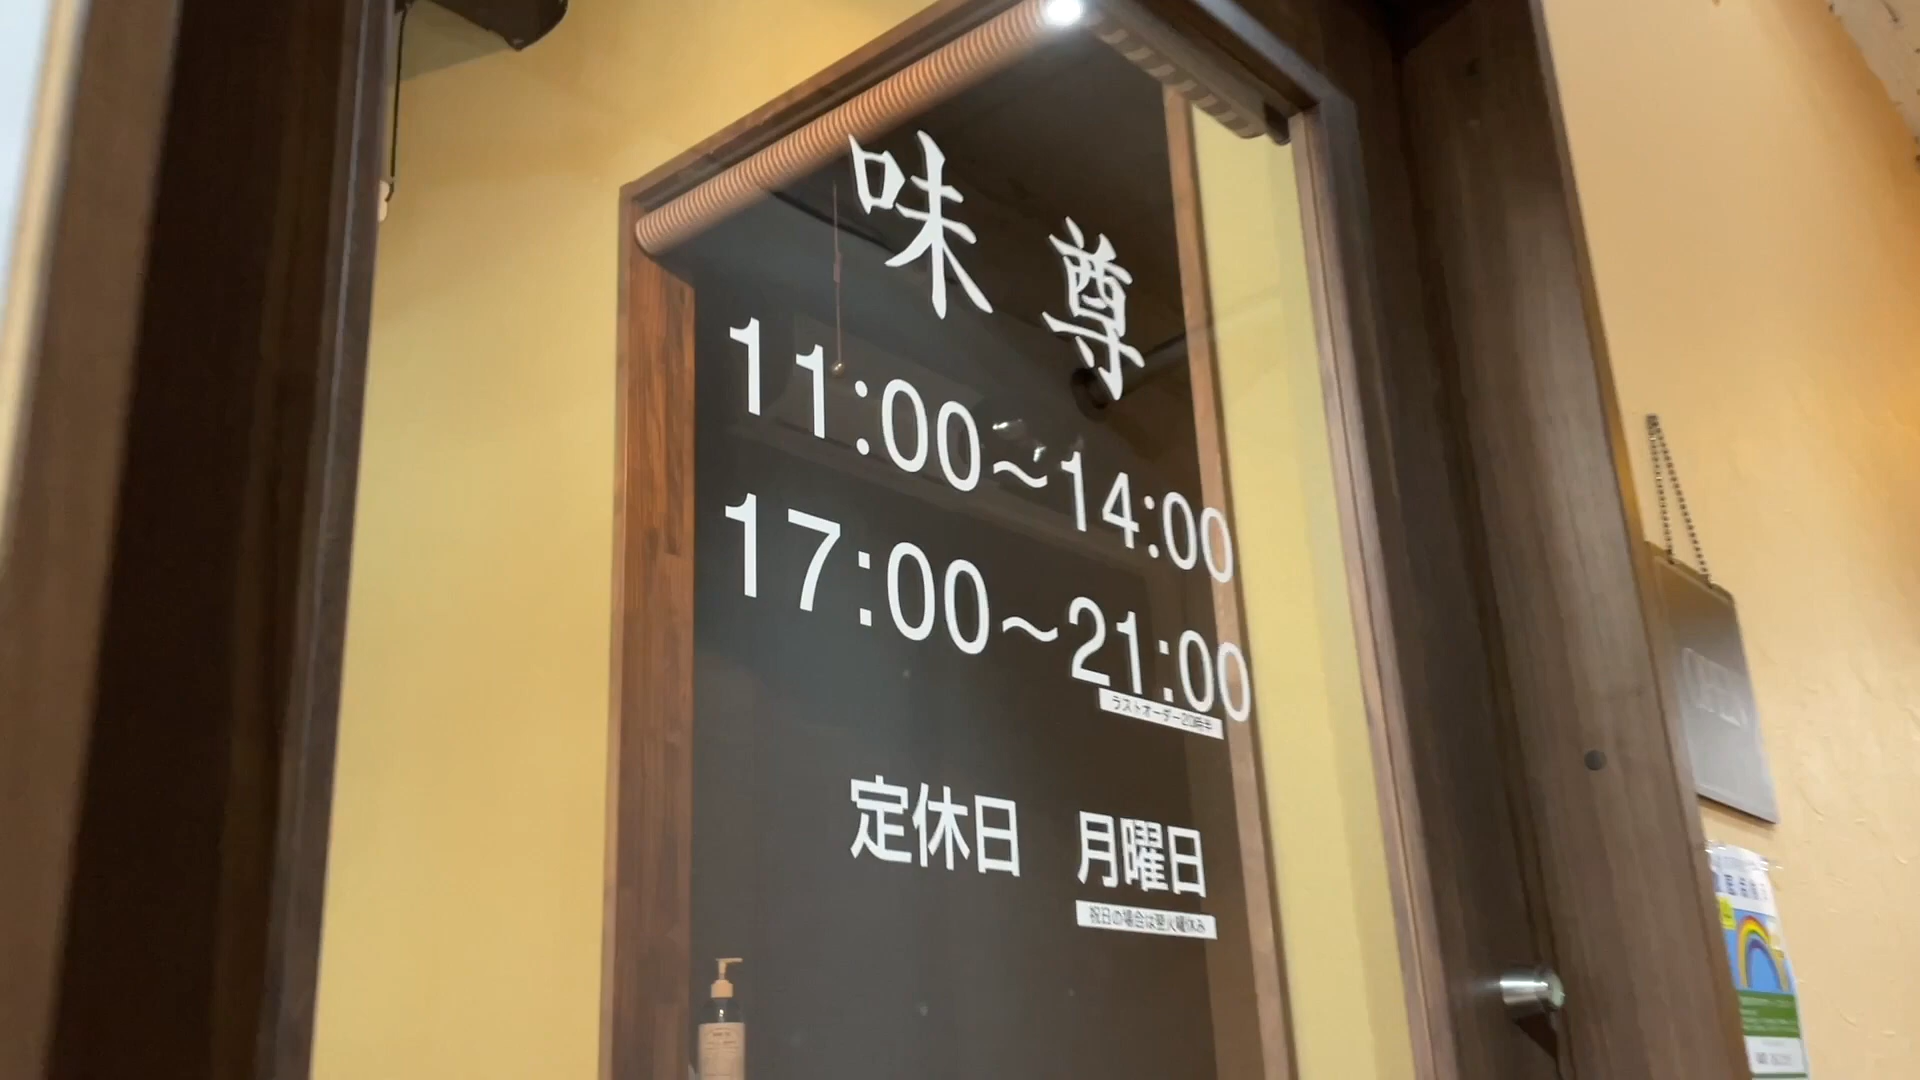 味 尊
11:00~14:00
17:00~21:00
ラストオーダー20時半
定休日 月曜日
祝日の場合は翌火曜休み
OPEN